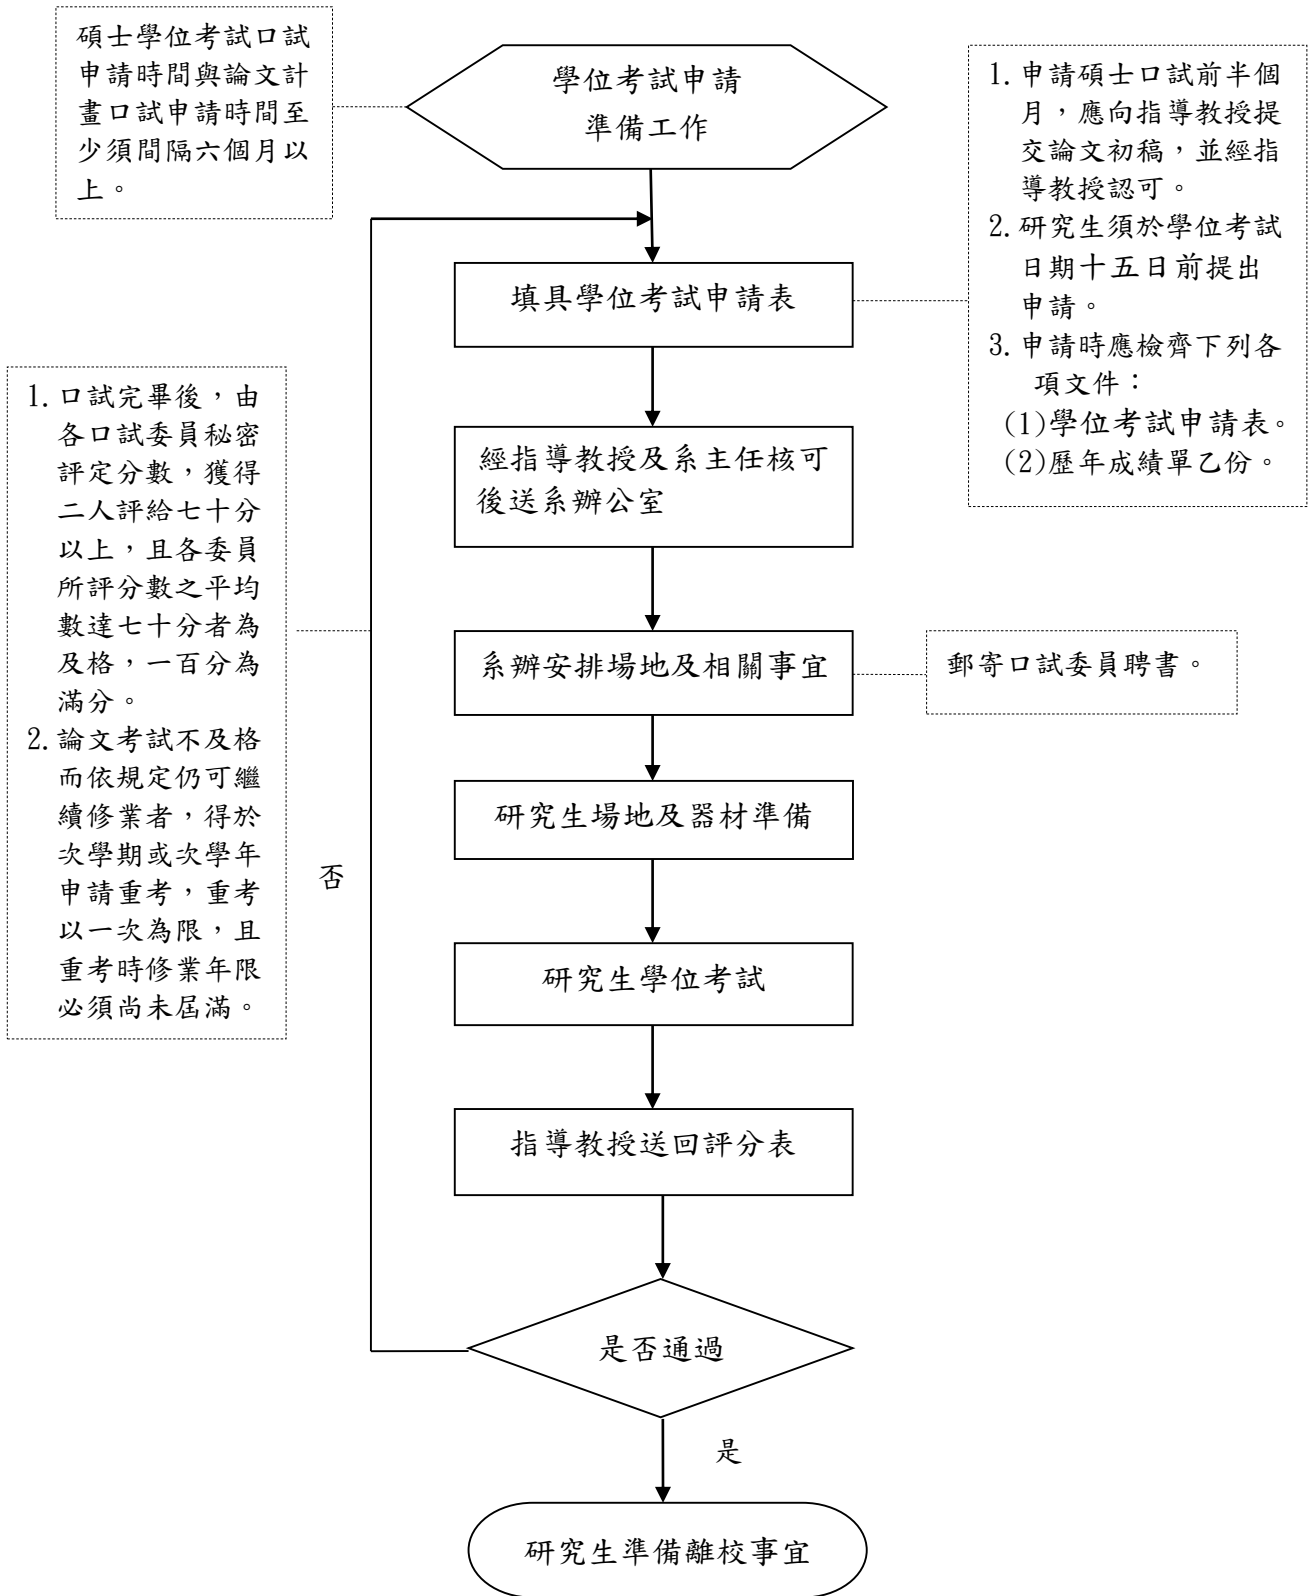 碩士學位考試口試
申請時間與論文計
畫口試申請時間至
少須間隔六個月以
上。
學位考試申請
準備工作
1. 申請碩士口試前半個
月，應向指導教授提
交論文初稿，並經指
導教授認可。
2. 研究生須於學位考試
日期十五日前提出
申請。
3. 申請時應檢齊下列各
項文件：
(1)學位考試申請表。
(2)歷年成績單乙份。
填具學位考試申請表
經指導教授及系主任核可
後送系辦公室
系辦安排場地及相關事宜
郵寄口試委員聘書。
1. 口試完畢後，由
各口試委員秘密
評定分數，獲得
二人評給七十分
以上，且各委員
所評分數之平均
數達七十分者為
及格，一百分為
滿分。
2. 論文考試不及格
而依規定仍可繼
續修業者，得於
次學期或次學年
申請重考，重考
以一次為限，且
重考時修業年限
必須尚未屆滿。
否
研究生場地及器材準備
研究生學位考試
指導教授送回評分表
是否通過
是
研究生準備離校事宜